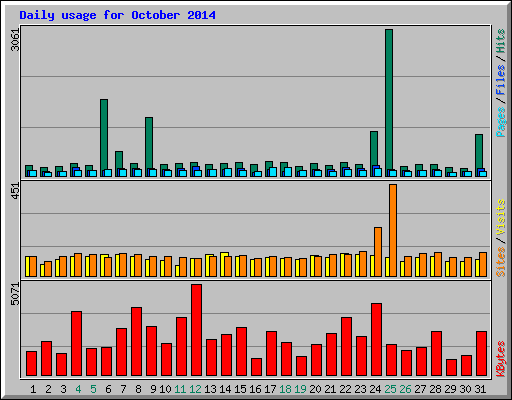 Daily usage for October 2014
3061
Pages / Files / Hits
451
Sites / Visits
5071
KBytes
1 2 3 4 5 6 7 8 9 10 11 12 13 14 15 16 17 18 19 20 21 22 23 24 25 26 27 28 29 30 31